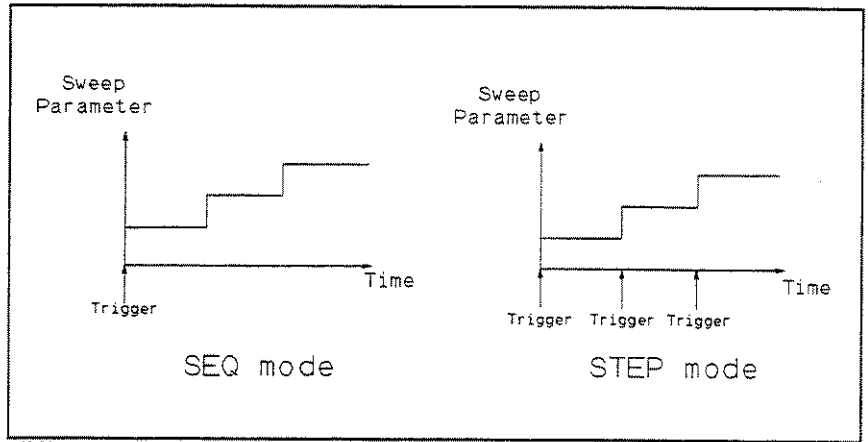 Sweep
Parameter
Time
Trigger
SEQ mode
Sweep
Parameter
Time
Trigger Trigger Trigger
STEP mode